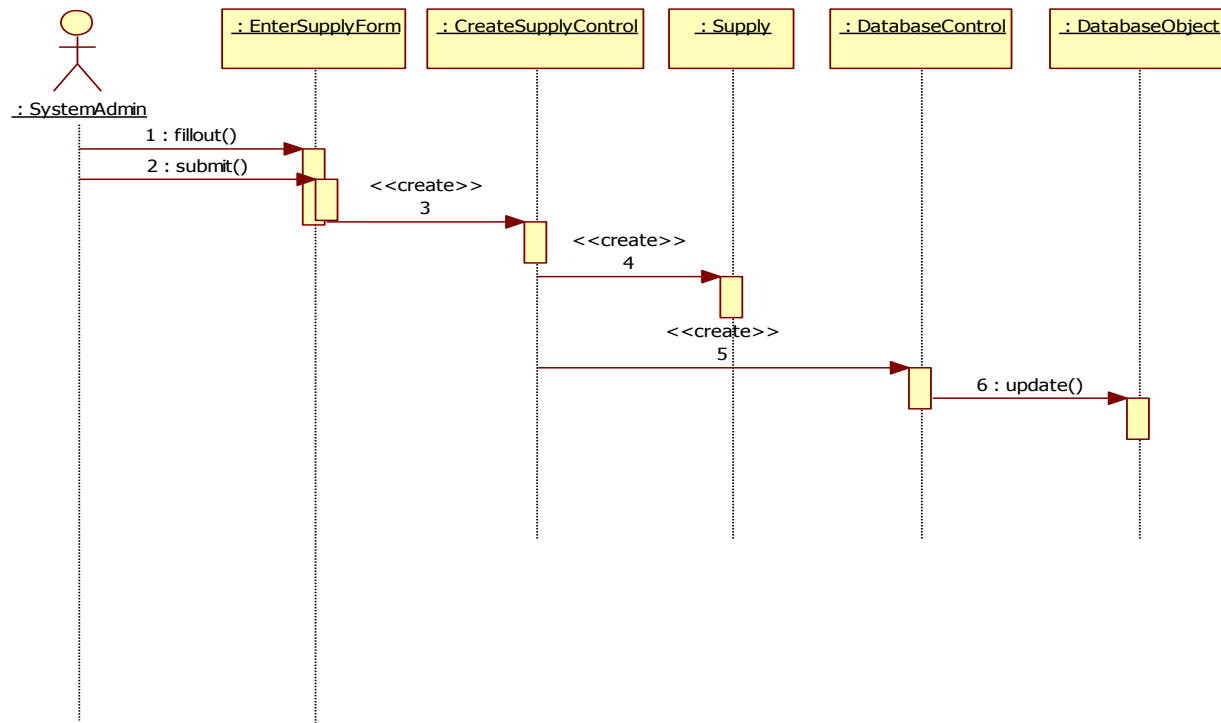 : EnterSupplyForm
: CreateSupplyControl
: Supply
: DatabaseControl
: DatabaseObject
: SystemAdmin
1 : fillout()
2 : submit()
<<create>>
3
<<create>>
4
<<create>>
5
6 : update()